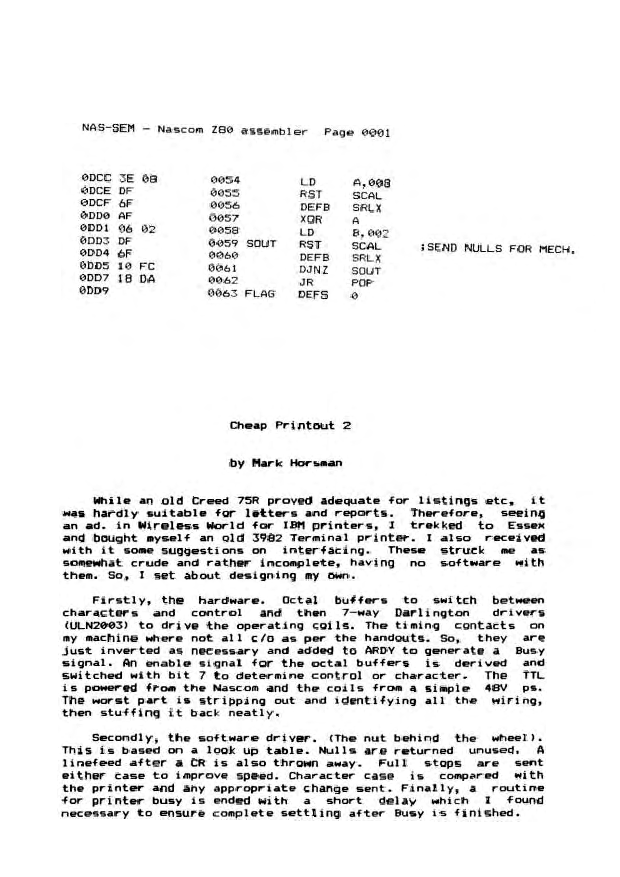 NAS-SEM - Nascom Z80 assembler Page 0001
0DCC 3E 08 0054 LD A,008
0DCE DF 0055 RST SCAL
0DCF 6F 0056 DEFB SRLX
0DD0 AF 0057 XOR A
0DD1 06 02 0058 LD B,002
0DD3 DF 0059 SOUT RST SCAL ;SEND NULLS FOR MECH.
0DD4 6F 0060 DEFB SRLX
0DD5 10 FC 0061 DJNZ SOUT
0DD7 18 DA 0062 JR POP
0DD9 0063 FLAG DEFS 0
Cheap Printout 2
by Mark Horsman
While an old Creed 75R proved adequate for listings etc, it
was hardly suitable for letters and reports. Therefore, seeing
an ad. in Wireless World for IBM printers, I trekked to Essex
and bought myself an old 3982 Terminal printer. I also received
with it some suggestions on interfacing. These struck me as
somewhat crude and rather incomplete, having no software with
them. So, I set about designing my own.
Firstly, the hardware. Octal buffers to switch between
characters and control and then 7-way Darlington drivers
(ULN2003) to drive the operating coils. The timing contacts on
my machine where not all c/o as per the handouts. So, they are
just inverted as necessary and added to ARDY to generate a Busy
signal. An enable signal for the octal buffers is derived and
switched with bit 7 to determine control or character. The TTL
is powered from the Nascom and the coils from a simple 48V ps.
The worst part is stripping out and identifying all the wiring,
then stuffing it back neatly.
Secondly, the software driver. (The nut behind the wheel).
This is based on a look up table. Nulls are returned unused. A
linefeed after a CR is also thrown away. Full stops are sent
either case to improve speed. Character case is compared with
the printer and any appropriate change sent. Finally, a routine
for printer busy is ended with a short delay which I found
necessary to ensure complete settling after Busy is finished.